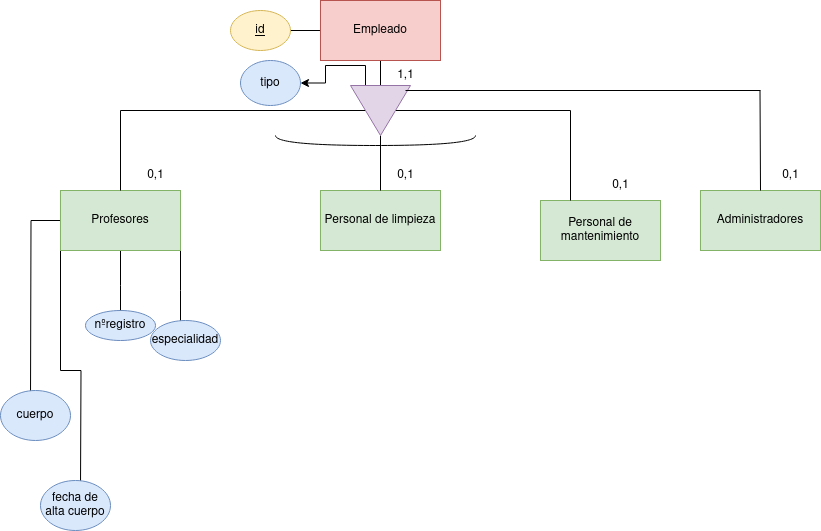 id
Empleado
tipo
1,1
0,1
0,1
0,1
0,1
Profesores
Personal de limpieza
Personal de
mantenimiento
Administradores
nºregistro
especialidad
cuerpo
fecha de
alta cuerpo